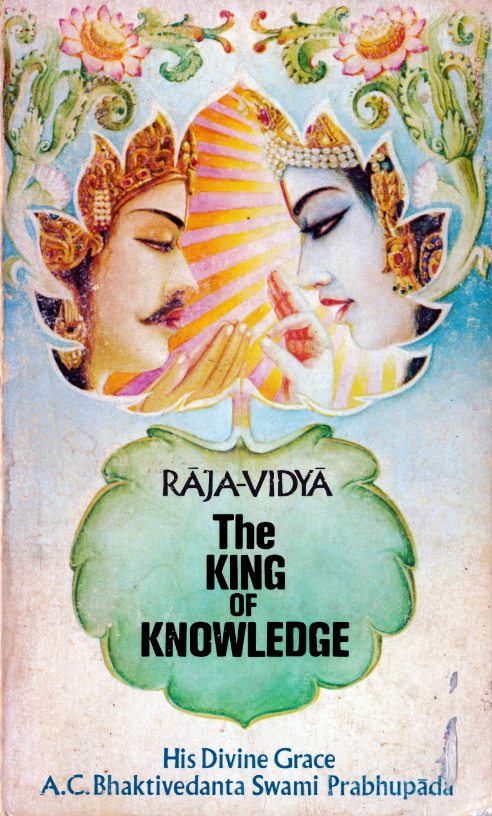 RĀJA-VIDYĀ
The
KING
OF
KNOWLEDGE
His Divine Grace
A.C. Bhaktivedanta Swami Prabhupāda